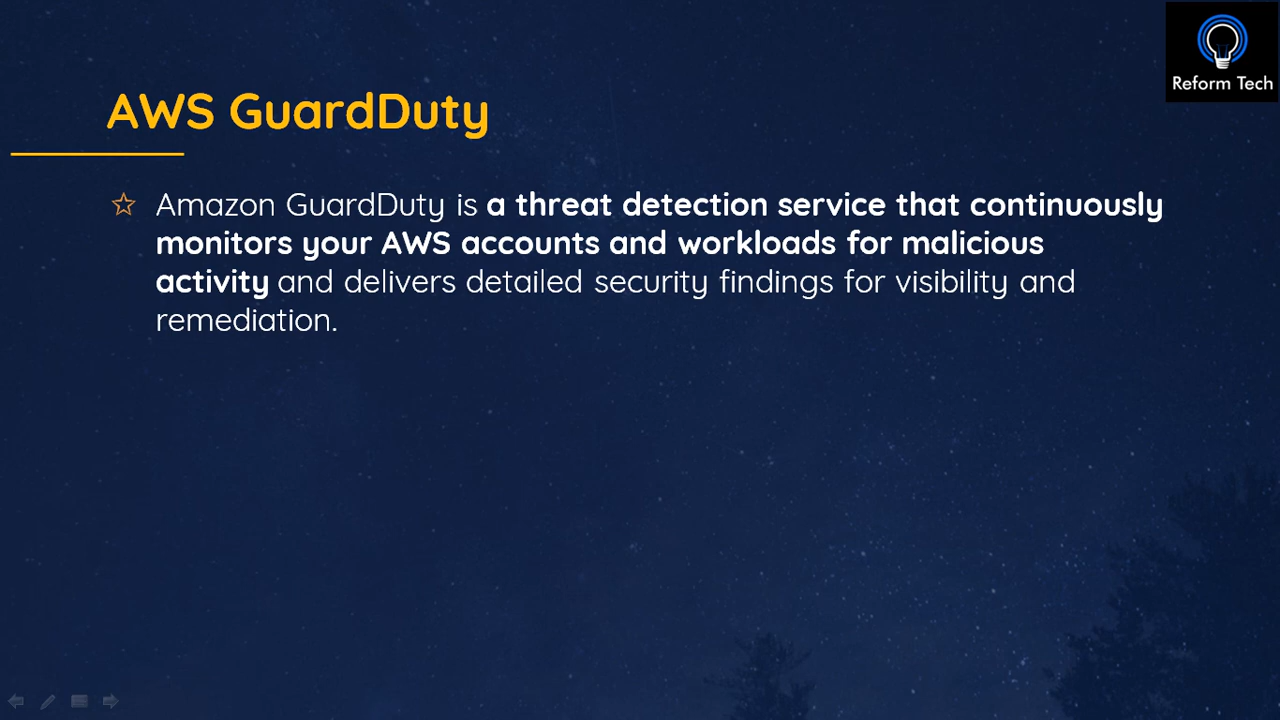 Reform Tech
AWS GuardDuty
Amazon GuardDuty is a threat detection service that continuously
monitors your AWS accounts and workloads for malicious
activity and delivers detailed security findings for visibility and
remediation.